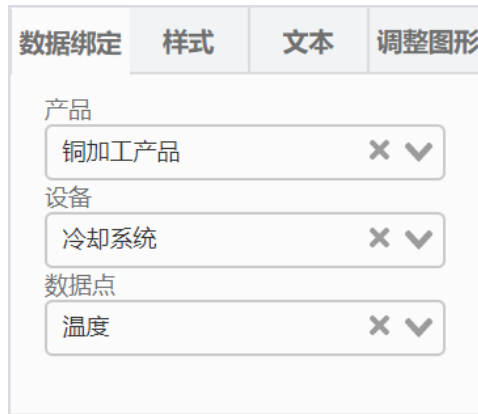 数据绑定 样式 文本 调整图形
产品
铜加工产品
设备
冷却系统
数据点
温度